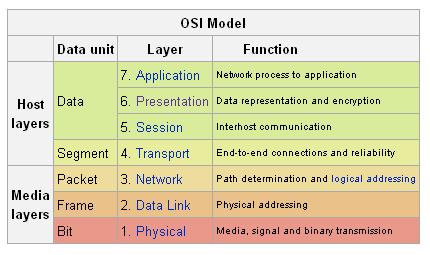 OSI Model
Data unit Layer Function
Host layers Data 7. Application Network process to application
6. Presentation Data representation and encryption
5. Session Interhost communication
Segment 4. Transport End-to-end connections and reliability
Media layers Packet 3. Network Path determination and logical addressing
Frame 2. Data Link Physical addressing
Bit 1. Physical Media, signal and binary transmission